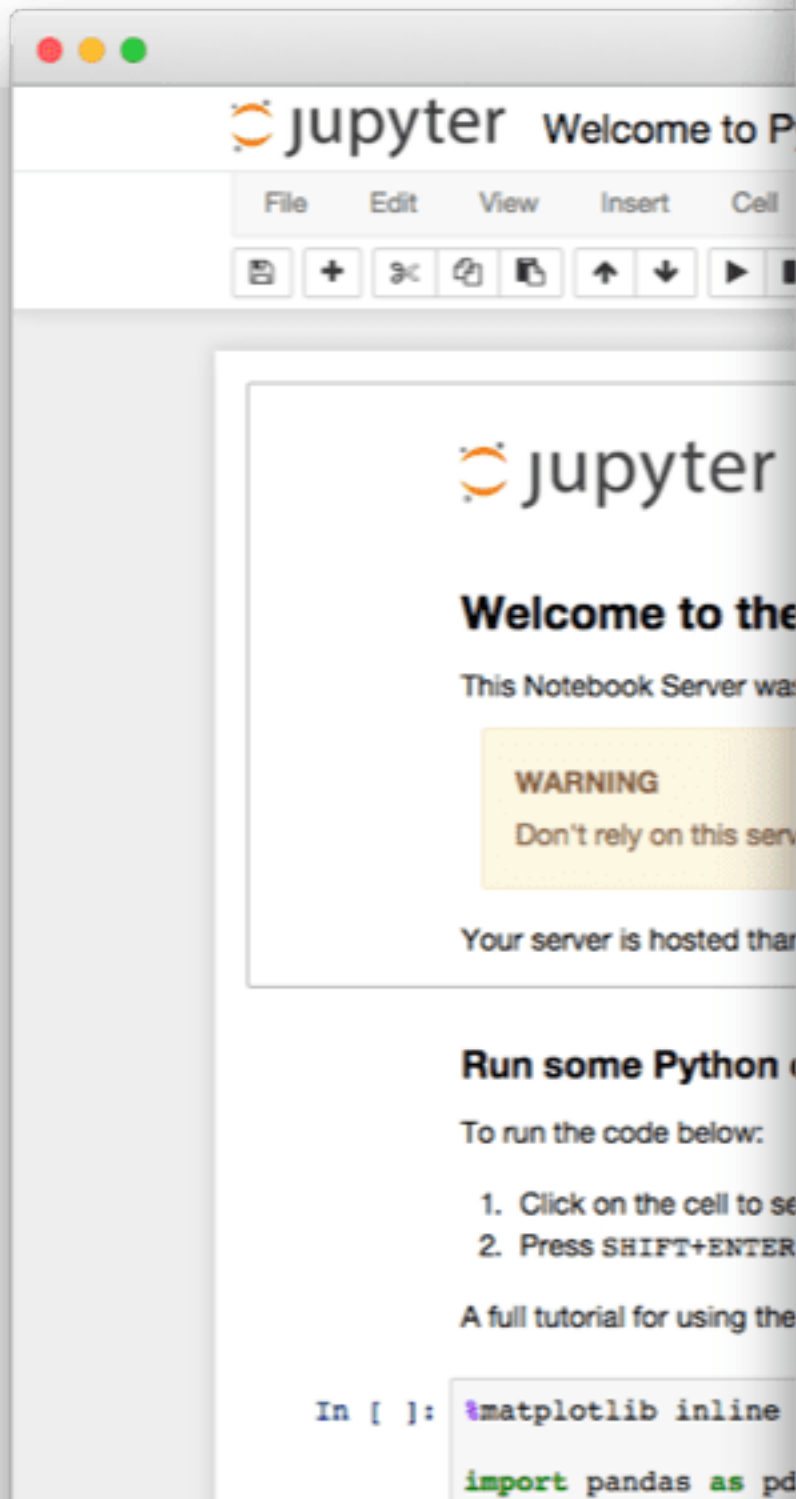 jupyter Welcome to P
File Edit View Insert Cell
jupyter
Welcome to the
This Notebook Server was
WARNING
Don't rely on this serv
Your server is hosted than
Run some Python
To run the code below:
1. Click on the cell to se
2. Press SHIFT+ENTER
A full tutorial for using the
In [ ]: %matplotlib inline
import pandas as pd